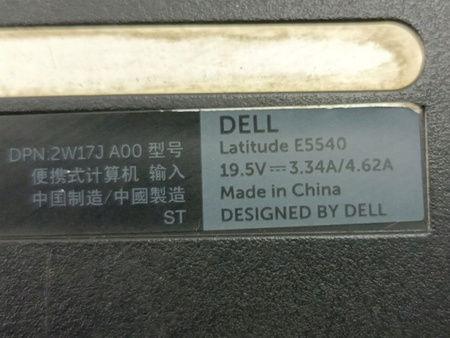 DPN:2W17J A00 型号
便携式计算机 输入
中国制造/中國製造
ST
DELL
Latitude E5540
19.5V⎓3.34A/4.62A
Made in China
DESIGNED BY DELL